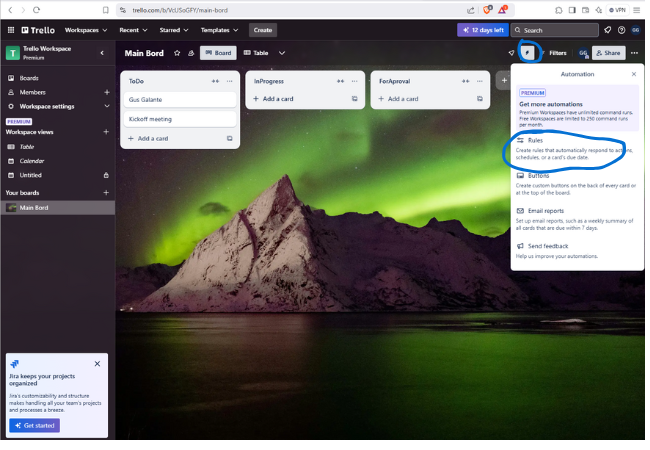 trello.com/b/VcUSoGFY/main-bord
VPN
Trello
Workspaces
Recent
Starred
Templates
Create
12 days left
Search
GG
T
Trello Workspace
Premium
Main Bord
Board
Table
Filters
GG
Share
Boards
Members
Workspace settings
PREMIUM
Workspace views
Table
Calendar
Untitled
Your boards
Main Bord
ToDo
Gus Galante
Kickoff meeting
+ Add a card
InProgress
+ Add a card
ForAproval
+ Add a card
Automation
PREMIUM
Get more automations
Premium Workspaces have unlimited command runs.
Free Workspaces are limited to 250 command runs
per month.
Rules
Create rules that automatically respond to actions,
schedules, or a card's due date.
Buttons
Create custom buttons on the back of every card or
at the top of the board.
Email reports
Set up email reports, such as a weekly summary of
all cards that are due within 7 days.
Send feedback
Help us improve your automations.
Jira keeps your projects
organized
Jira's customizability and structure
makes handling all your team's projects
and processes a breeze.
Get started